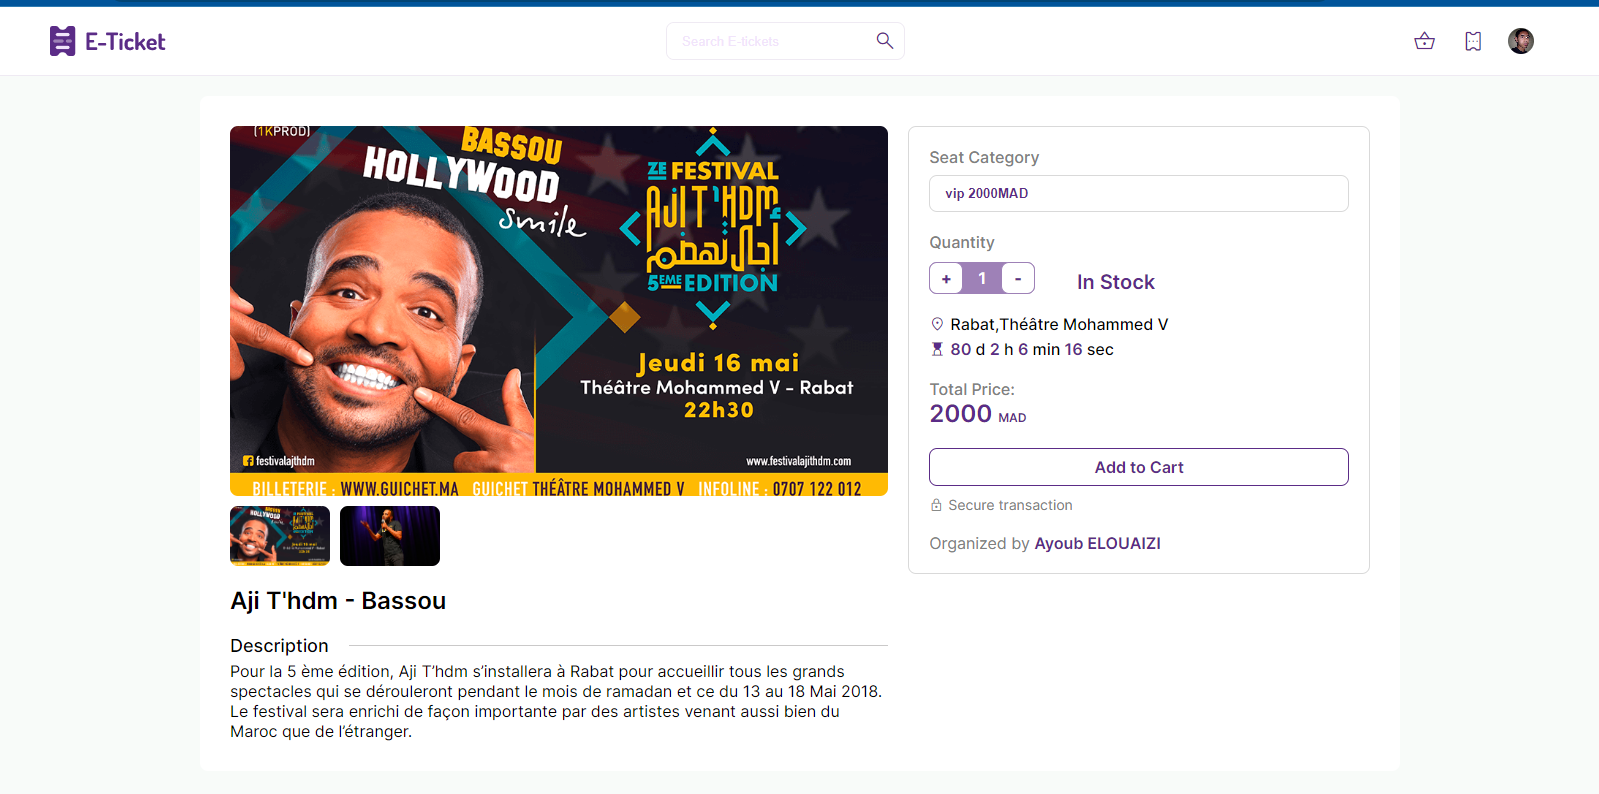 E-Ticket
Search E-tickets
(1KPROD)
BASSOU
HOLLYWOOD
Smile
ZE FESTIVAL
AJI T'HDM
أجي نهضم
5EME EDITION
Jeudi 16 mai
Théâtre Mohammed V - Rabat
22h30
festivalajthdm
www.festivalajithdm.com
BILLETERIE : WWW.GUICHET.MA GUICHET THÉÂTRE MOHAMMED V INFOLINE : 0707 122 012
Aji T'hdm - Bassou
Description
Pour la 5 ème édition, Aji T’hdm s’installera à Rabat pour accueillir tous les grands
spectacles qui se dérouleront pendant le mois de ramadan et ce du 13 au 18 Mai 2018.
Le festival sera enrichi de façon importante par des artistes venant aussi bien du
Maroc que de l’étranger.
Seat Category
vip 2000MAD
Quantity
+ 1 - In Stock
Rabat,Théâtre Mohammed V
80 d 2 h 6 min 16 sec
Total Price:
2000 MAD
Add to Cart
Secure transaction
Organized by Ayoub ELOUAIZI